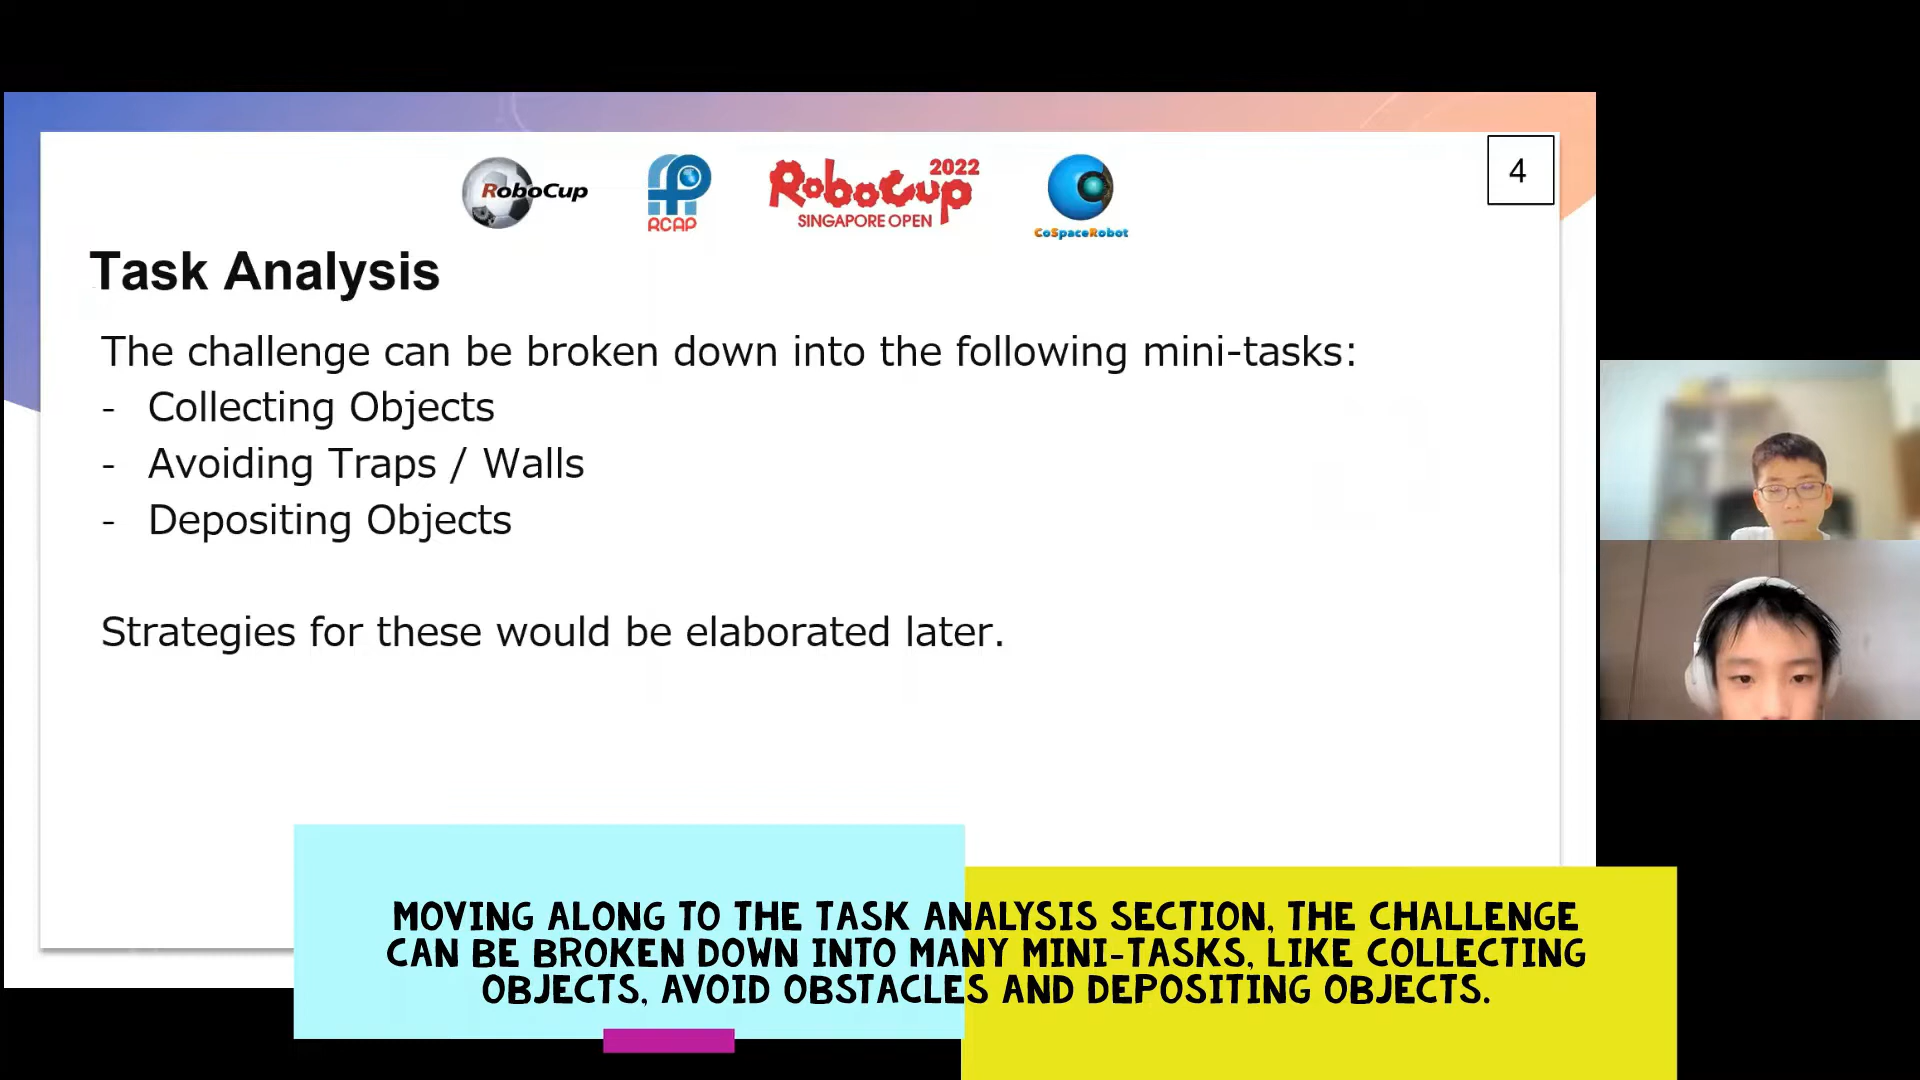 RoboCup
RCAP
RoboCup 2022
SINGAPORE OPEN
CoSpaceRobot
4
Task Analysis
The challenge can be broken down into the following mini-tasks:
- Collecting Objects
- Avoiding Traps / Walls
- Depositing Objects
Strategies for these would be elaborated later.
MOVING ALONG TO THE TASK ANALYSIS SECTION, THE CHALLENGE
CAN BE BROKEN DOWN INTO MANY MINI-TASKS, LIKE COLLECTING
OBJECTS, AVOID OBSTACLES AND DEPOSITING OBJECTS.